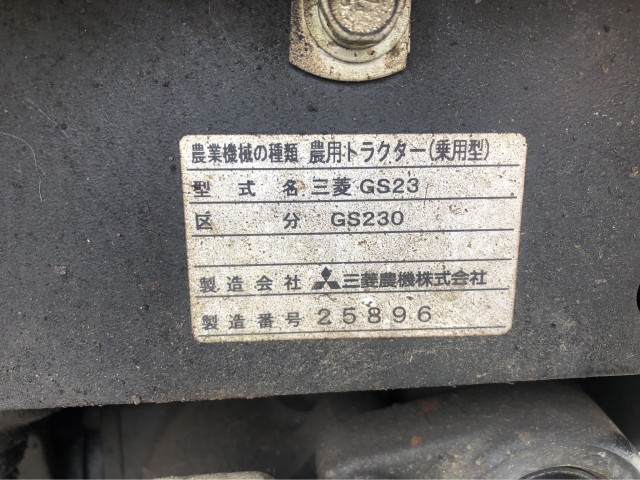 農業機械の種類 農用トラクター(乗用型)
型式名 三菱 GS23
区分 GS230
製造会社 三菱農機株式会社
製造番号 25896